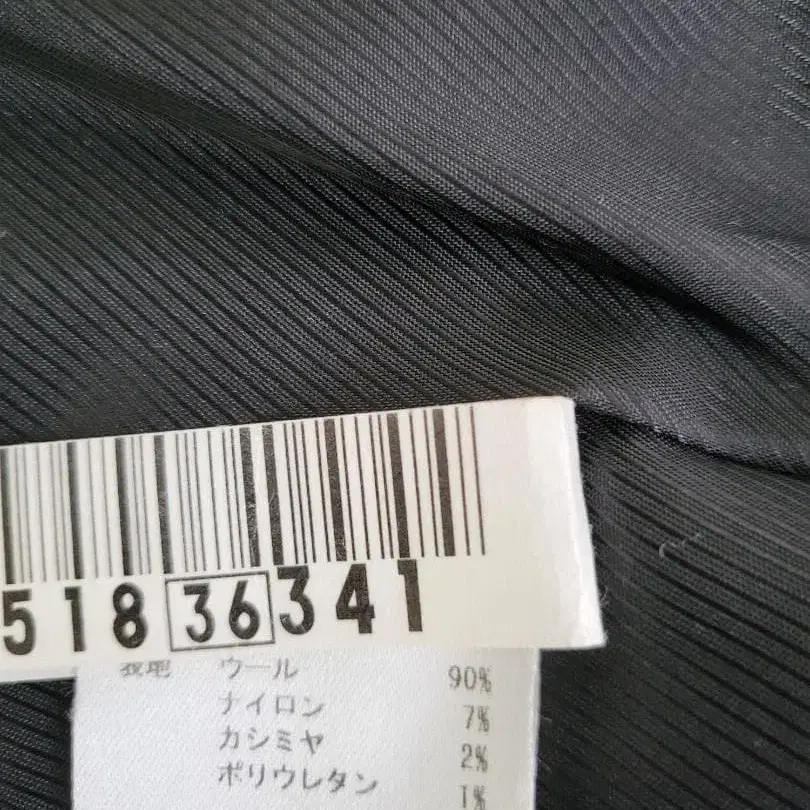 518 36 341
表地 ウール 90%
ナイロン 7%
カシミヤ 2%
ポリウレタン 1%